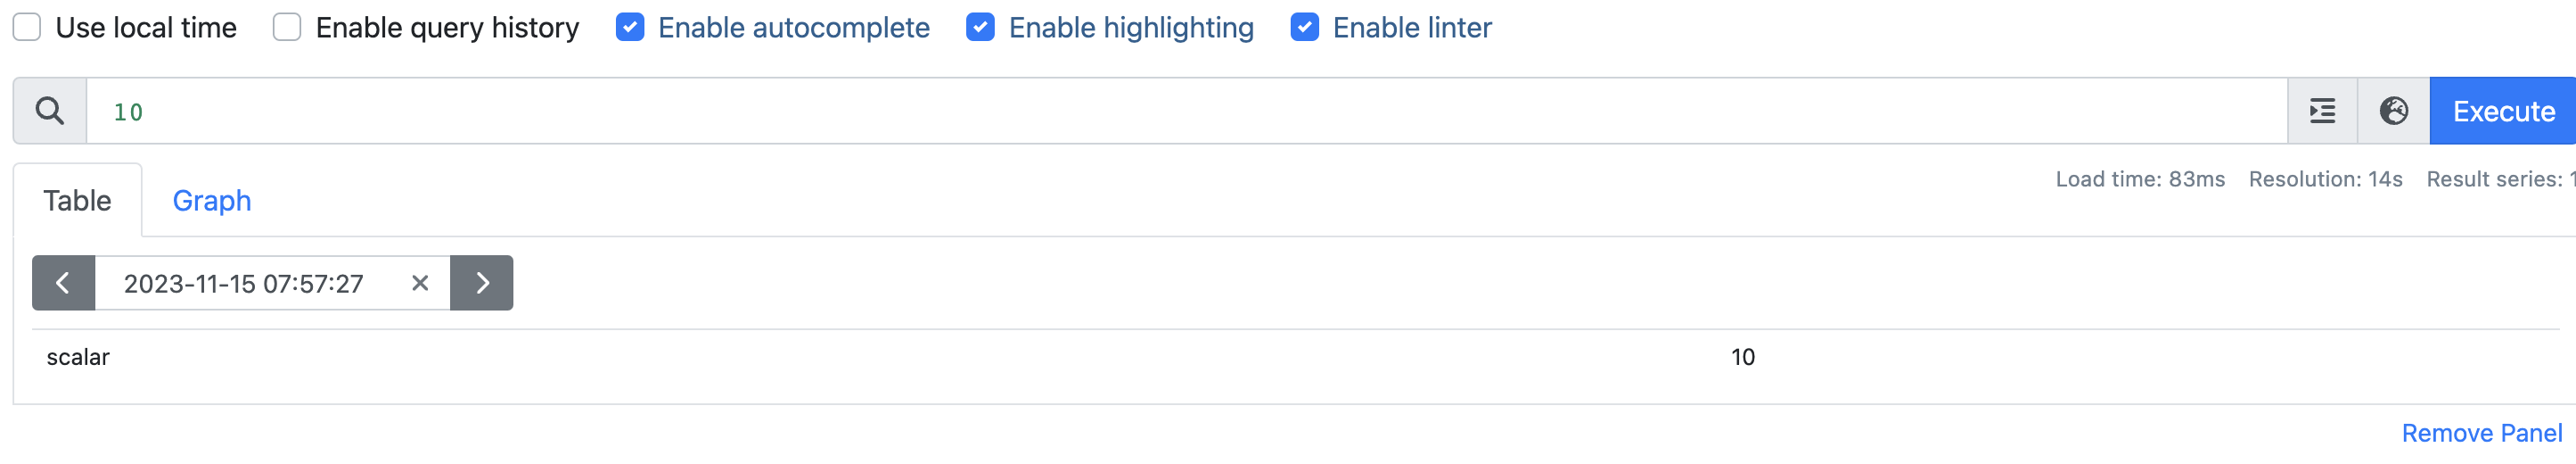 Use local time Enable query history Enable autocomplete Enable highlighting Enable linter
10 Execute
Load time: 83ms Resolution: 14s Result series: 1
Table Graph
2023-11-15 07:57:27
scalar 10
Remove Panel